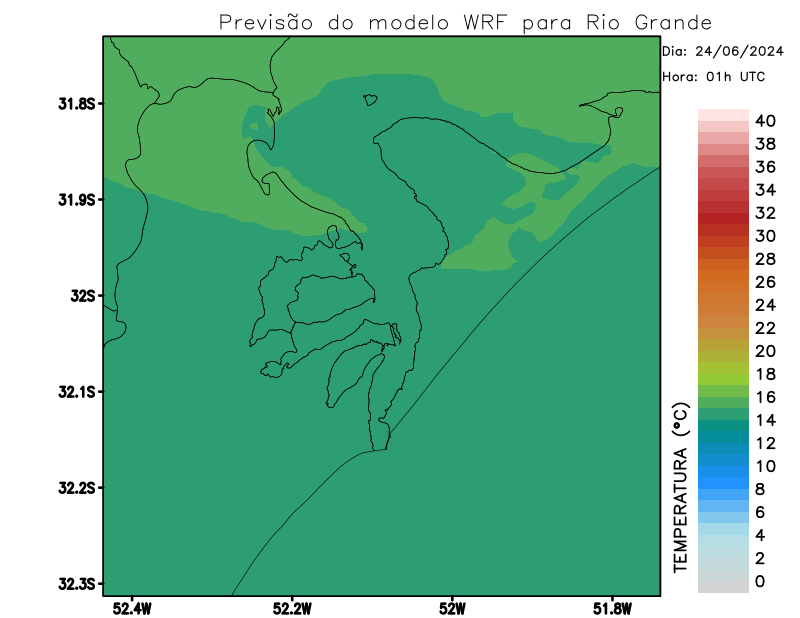 Previsão do modelo WRF para Rio Grande
Dia: 24/06/2024
Hora: 01h UTC
31.8S
31.9S
32S
32.1S
32.2S
32.3S
52.4W
52.2W
52W
51.8W
TEMPERATURA (°C)
40
38
36
34
32
30
28
26
24
22
20
18
16
14
12
10
8
6
4
2
0